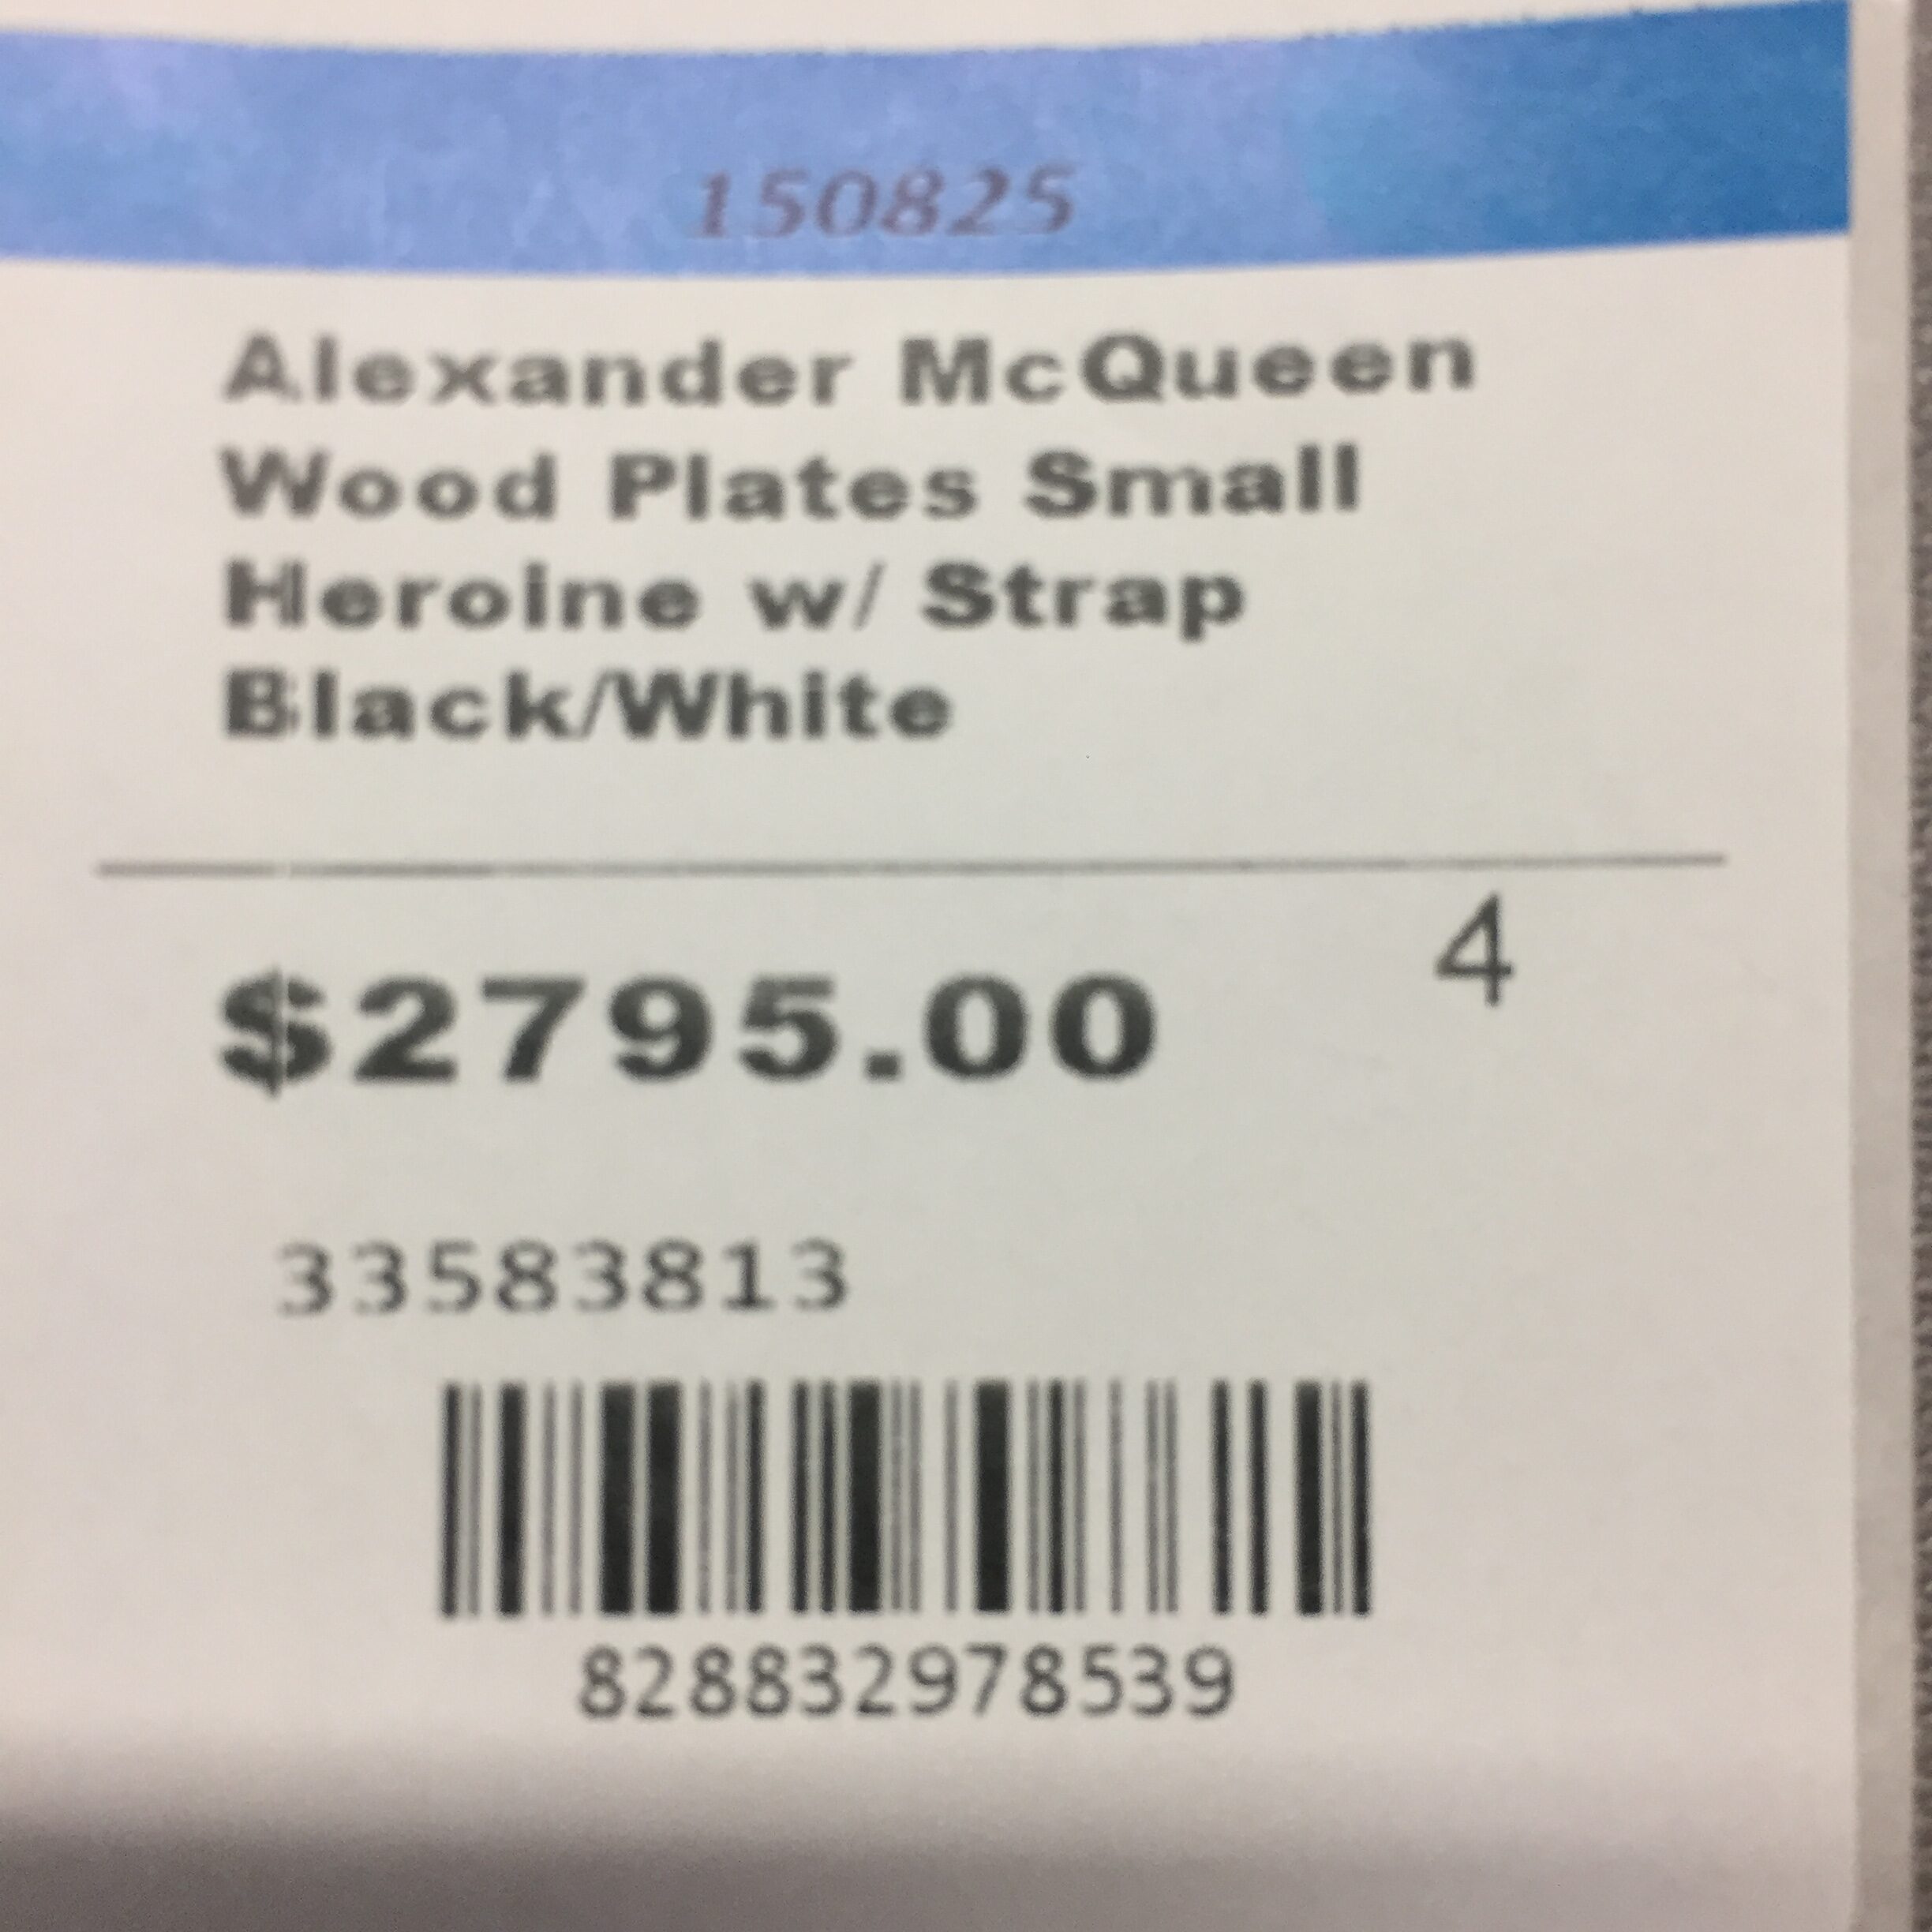 150825
Alexander McQueen
Wood Plates Small
Heroine w/ Strap
Black/White
4
$2795.00
33583813
828832978539